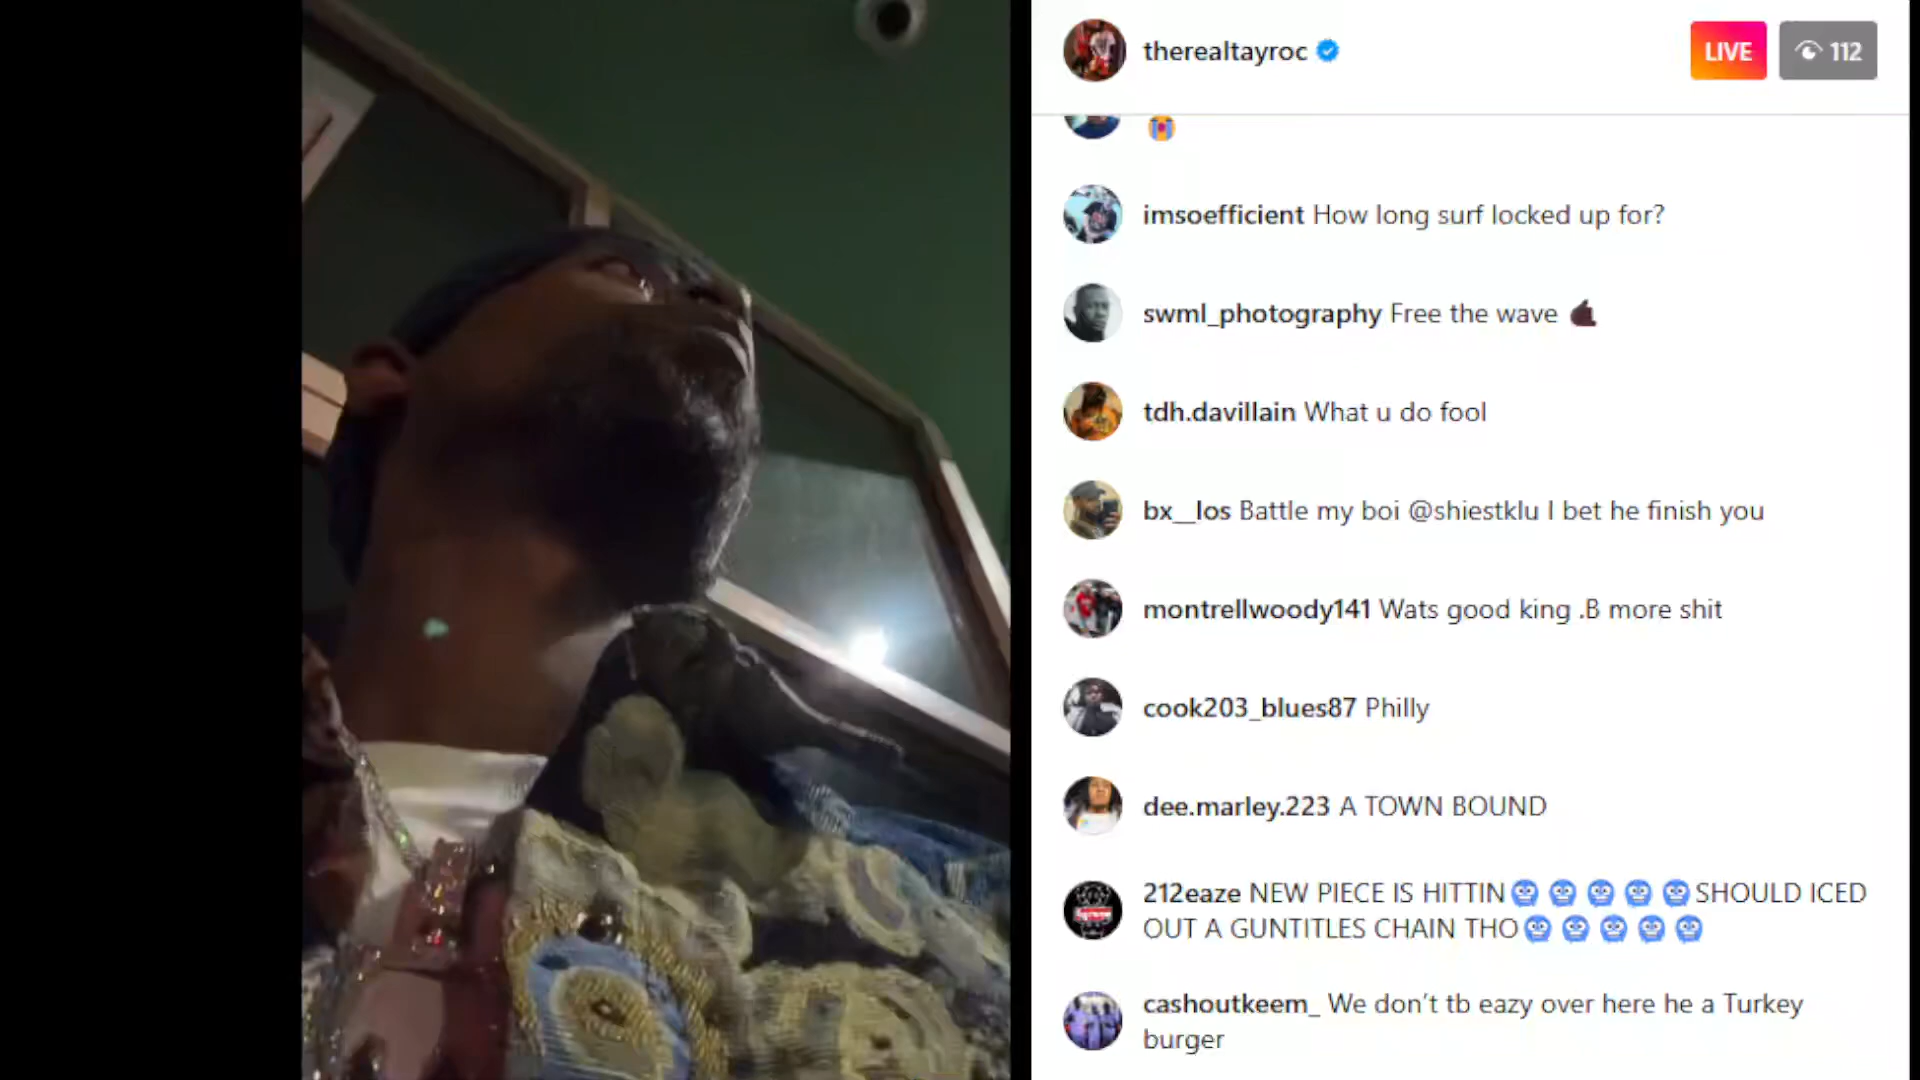 therealtayroc
LIVE
112
😭
imsoefficient How long surf locked up for?
swml_photography Free the wave 🤙🏿
tdh.davillain What u do fool
bx__los Battle my boi @shiestklu I bet he finish you
montrellwoody141 Wats good king .B more shit
cook203_blues87 Philly
dee.marley.223 A TOWN BOUND
212eaze NEW PIECE IS HITTIN🥶🥶🥶🥶🥶SHOULD ICED
OUT A GUNTITLES CHAIN THO🥶🥶🥶🥶🥶
cashoutkeem_ We don’t tb eazy over here he a Turkey
burger